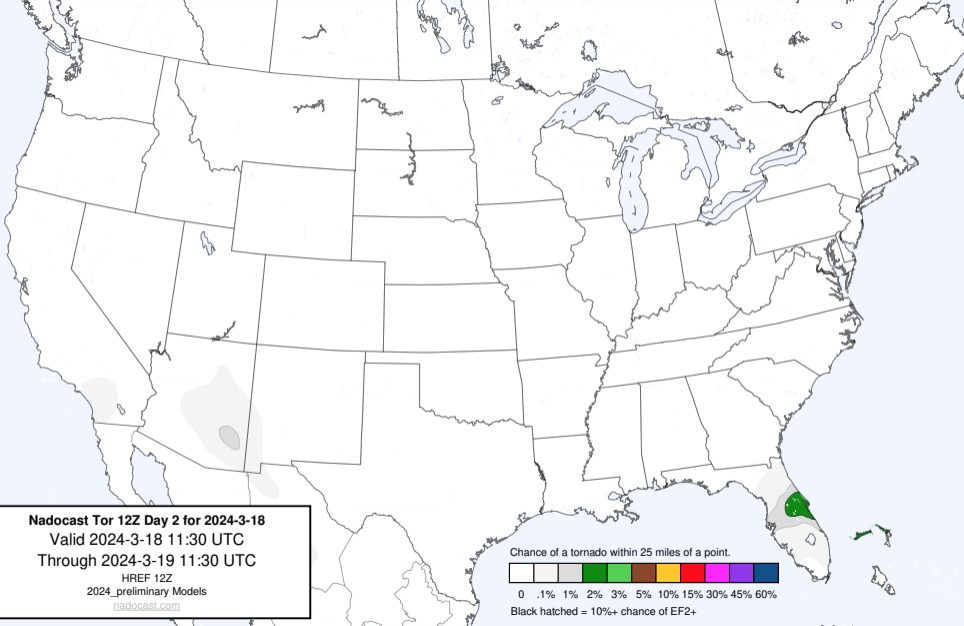 Nadocast Tor 12Z Day 2 for 2024-3-18
Valid 2024-3-18 11:30 UTC
Through 2024-3-19 11:30 UTC
HREF 12Z
2024_preliminary Models
nadocast.com
Chance of a tornado within 25 miles of a point.
0 .1% 1% 2% 3% 5% 10% 15% 30% 45% 60%
Black hatched = 10%+ chance of EF2+